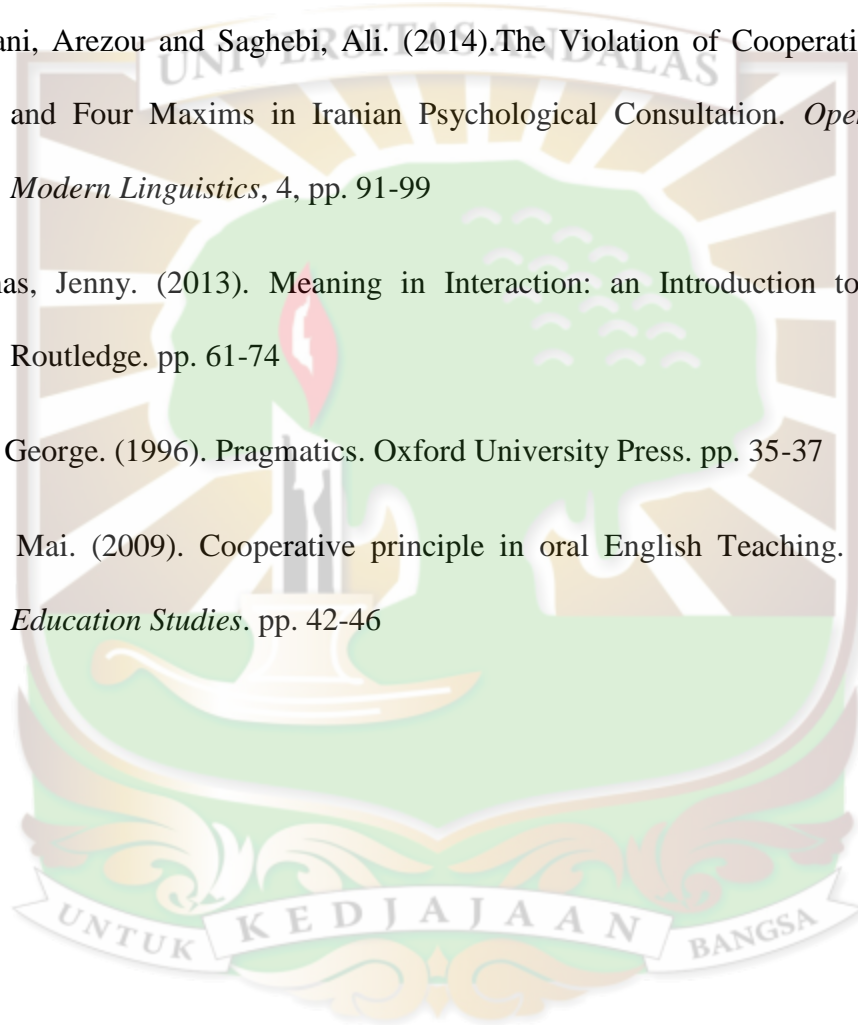 ani, Arezou and Saghebi, Ali. (2014).The Violation of Cooperati
UNIVERSITAS ANDALAS
and Four Maxims in Iranian Psychological Consultation. Ope
Modern Linguistics, 4, pp. 91-99
as, Jenny. (2013). Meaning in Interaction: an Introduction to
Routledge. pp. 61-74
George. (1996). Pragmatics. Oxford University Press. pp. 35-37
Mai. (2009). Cooperative principle in oral English Teaching.
Education Studies. pp. 42-46
UNTUK KEDJAJAAN BANGSA